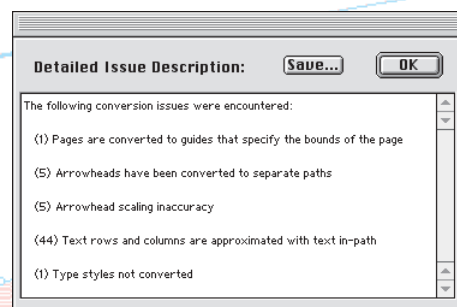 Detailed Issue Description:
Save...
OK
The following conversion issues were encountered:
(1) Pages are converted to guides that specify the bounds of the page
(5) Arrowheads have been converted to separate paths
(5) Arrowhead scaling inaccuracy
(44) Text rows and columns are approximated with text in-path
(1) Type styles not converted